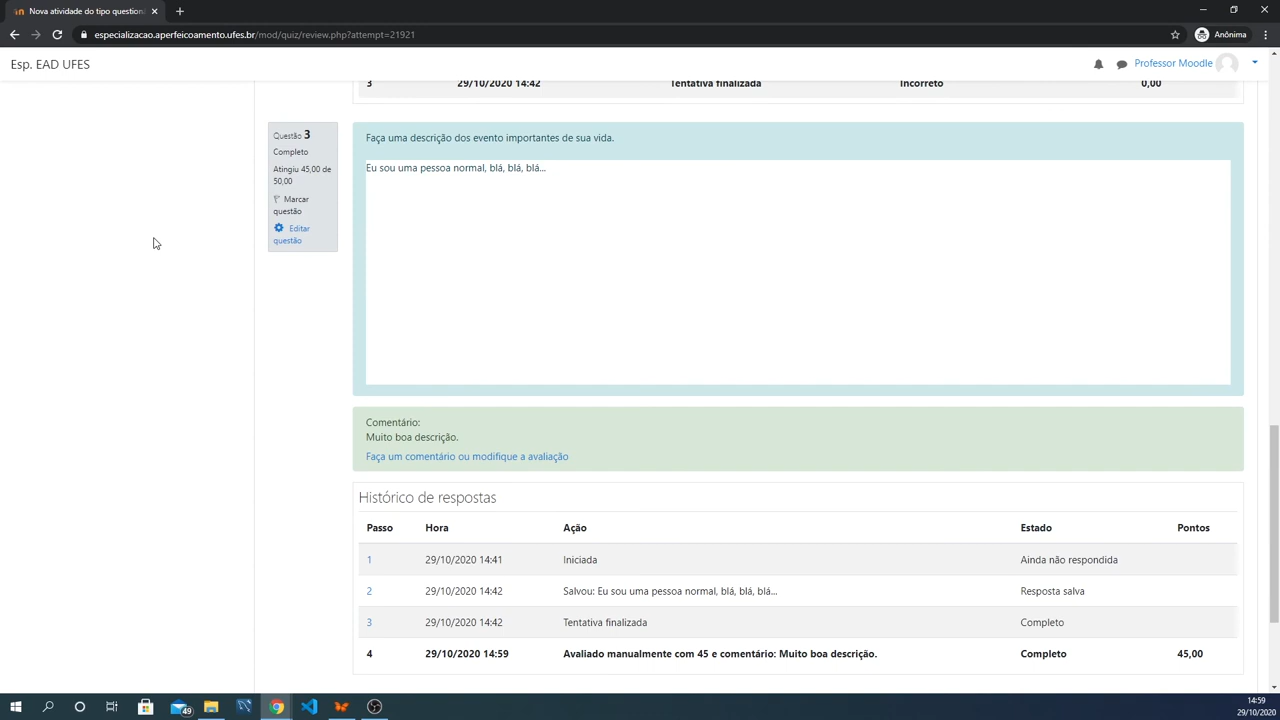 Nova atividade do tipo question
especializacao.aperfeicoamento.ufes.br/mod/quiz/review.php?attempt=21921
Anônima
Esp. EAD UFES
Professor Moodle
3 29/10/2020 14:42 Tentativa finalizada Incorreto 0,00
Questão 3
Completo
Atingiu 45,00 de
50,00
Marcar
questão
Editar
questão
Faça uma descrição dos evento importantes de sua vida.
Eu sou uma pessoa normal, blá, blá, blá...
Comentário:
Muito boa descrição.
Faça um comentário ou modifique a avaliação
Histórico de respostas
Passo Hora Ação Estado Pontos
1 29/10/2020 14:41 Iniciada Ainda não respondida
2 29/10/2020 14:42 Salvou: Eu sou uma pessoa normal, blá, blá, blá... Resposta salva
3 29/10/2020 14:42 Tentativa finalizada Completo
4 29/10/2020 14:59 Avaliado manualmente com 45 e comentário: Muito boa descrição. Completo 45,00
49
14:59
29/10/2020